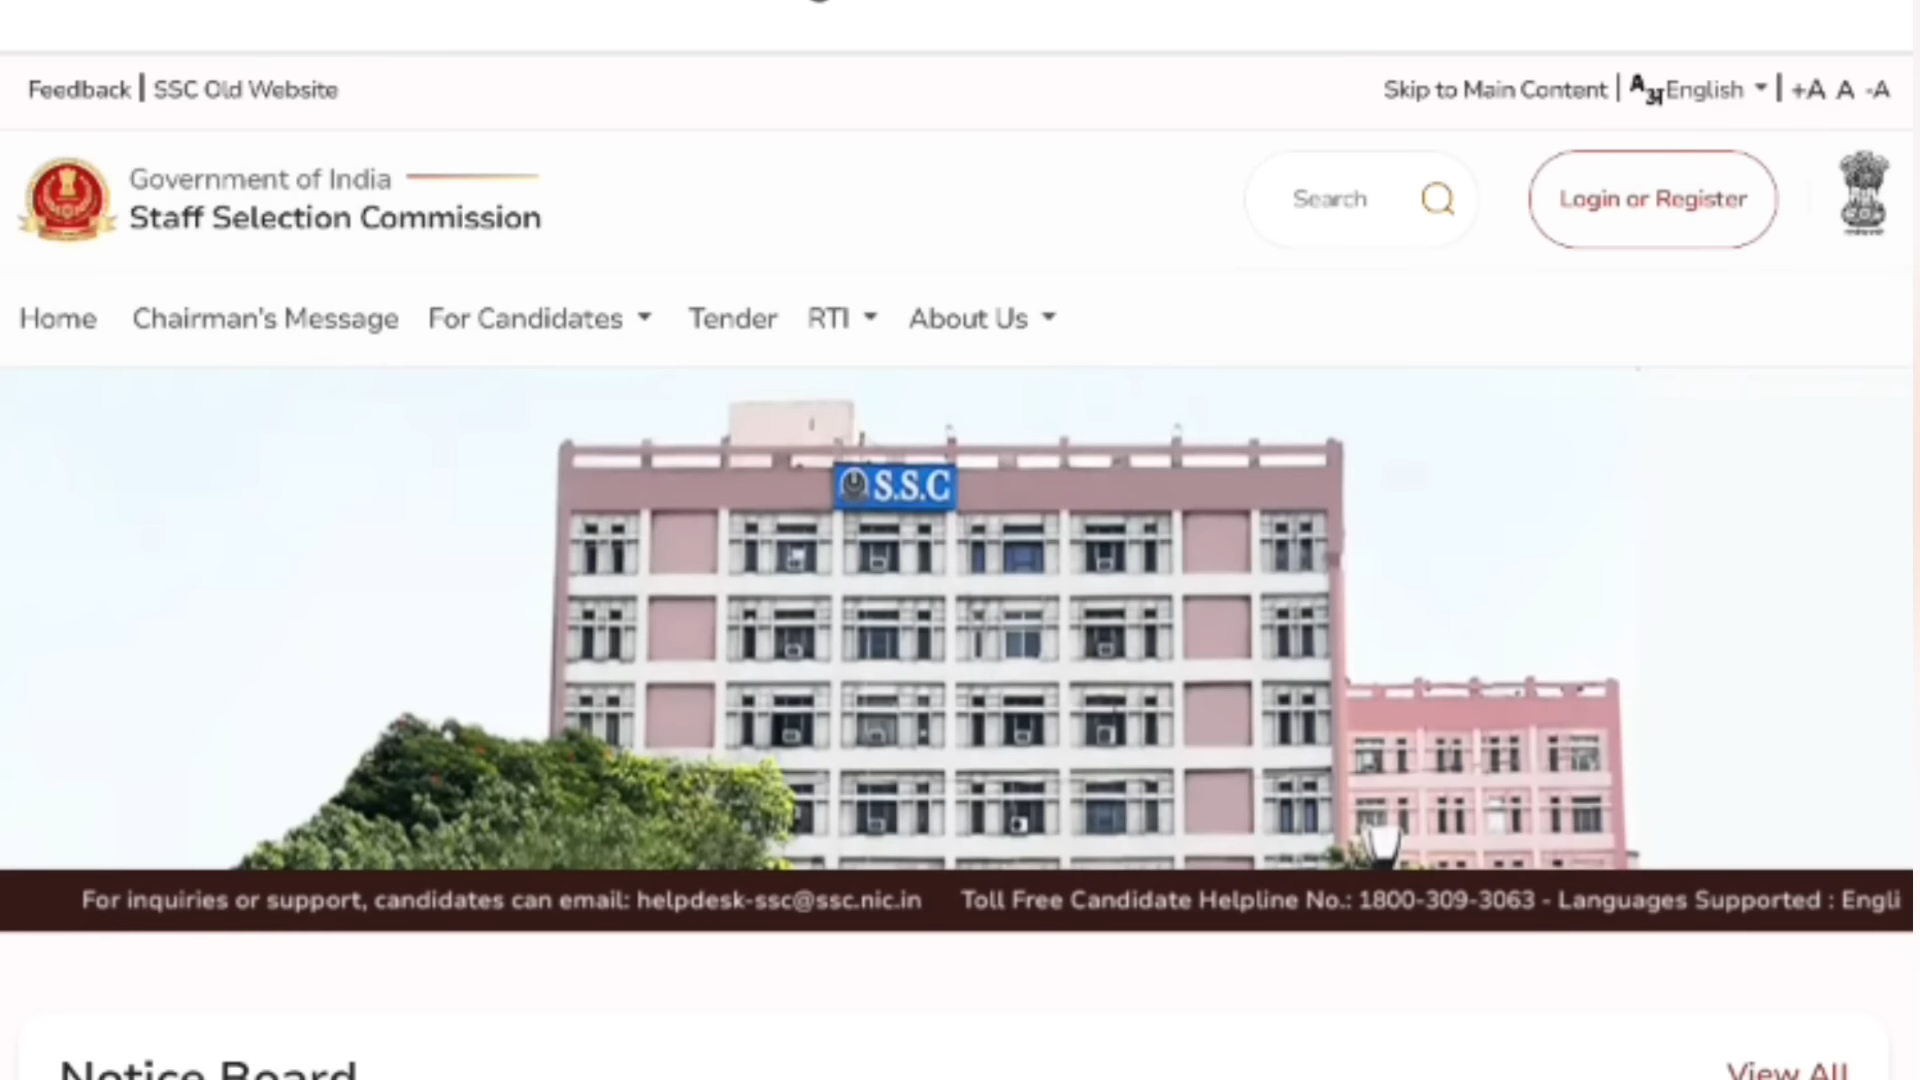 Feedback | SSC Old Website
Skip to Main Content | Aअ English | +A A -A
Government of India
Staff Selection Commission
Search
Login or Register
Home Chairman's Message For Candidates Tender RTI About Us
S.S.C
For inquiries or support, candidates can email: helpdesk-ssc@ssc.nic.in Toll Free Candidate Helpline No.: 1800-309-3063 - Languages Supported : Engli
Notice Board
View All